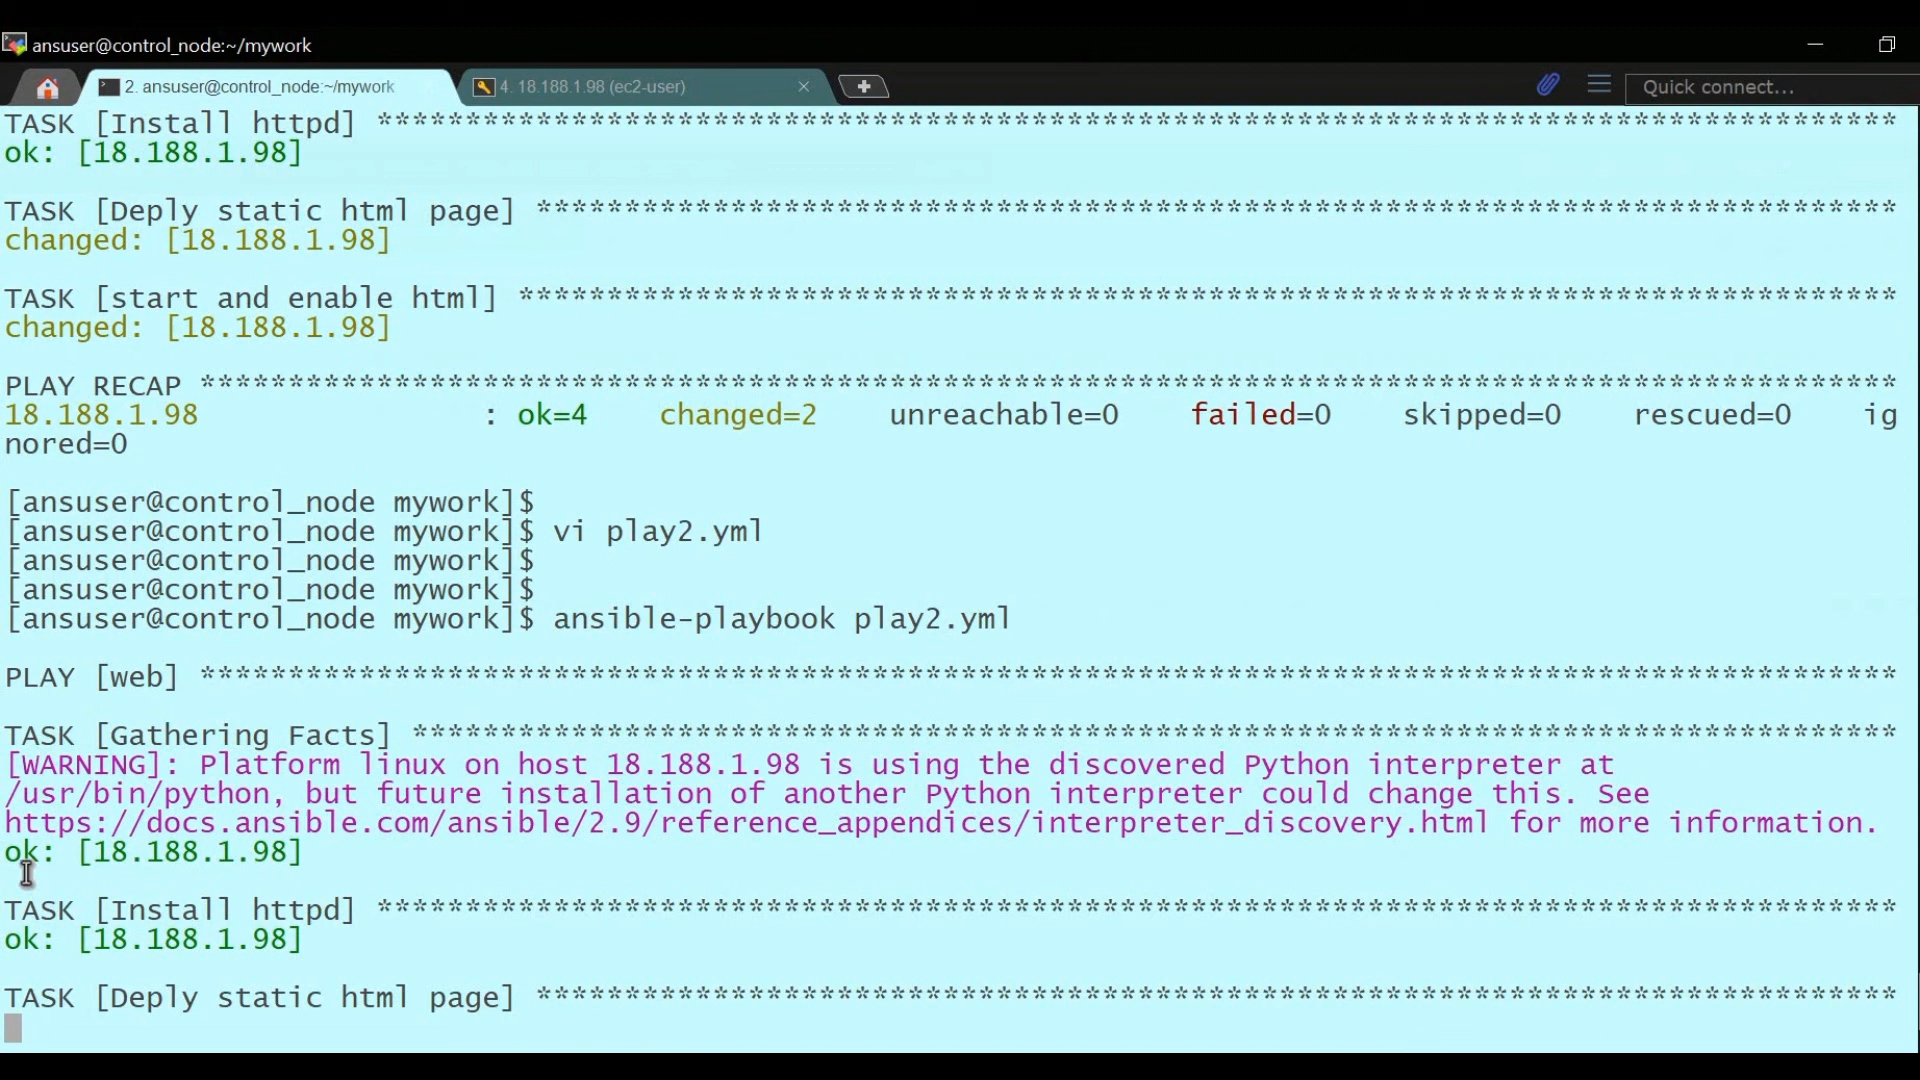 ansuser@control_node:~/mywork
2. ansuser@control_node:~/mywork
4. 18.188.1.98 (ec2-user)
Quick connect...
TASK [Install httpd] **************************************************************************************
ok: [18.188.1.98]
TASK [Deply static html page] *****************************************************************************
changed: [18.188.1.98]
TASK [start and enable html] ******************************************************************************
changed: [18.188.1.98]
PLAY RECAP ************************************************************************************************
18.188.1.98                : ok=4    changed=2    unreachable=0    failed=0    skipped=0    rescued=0    ig
nored=0
[ansuser@control_node mywork]$
[ansuser@control_node mywork]$ vi play2.yml
[ansuser@control_node mywork]$
[ansuser@control_node mywork]$
[ansuser@control_node mywork]$ ansible-playbook play2.yml
PLAY [web] ************************************************************************************************
TASK [Gathering Facts] ************************************************************************************
[WARNING]: Platform linux on host 18.188.1.98 is using the discovered Python interpreter at
/usr/bin/python, but future installation of another Python interpreter could change this. See
https://docs.ansible.com/ansible/2.9/reference_appendices/interpreter_discovery.html for more information.
ok: [18.188.1.98]
TASK [Install httpd] **************************************************************************************
ok: [18.188.1.98]
TASK [Deply static html page] *****************************************************************************